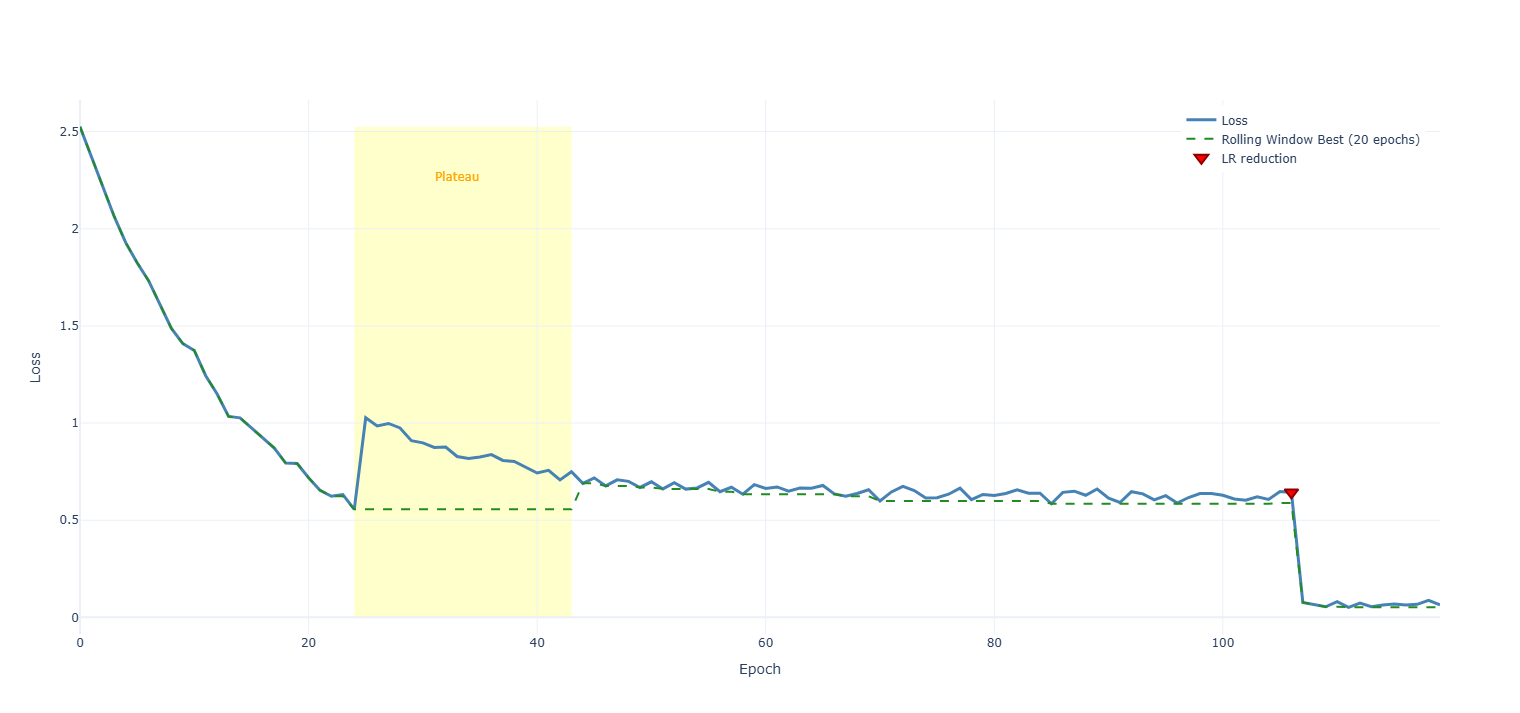 Loss
Rolling Window Best (20 epochs)
LR reduction
Plateau
2.5
2
1.5
1
0.5
0
Loss
0 20 40 60 80 100
Epoch